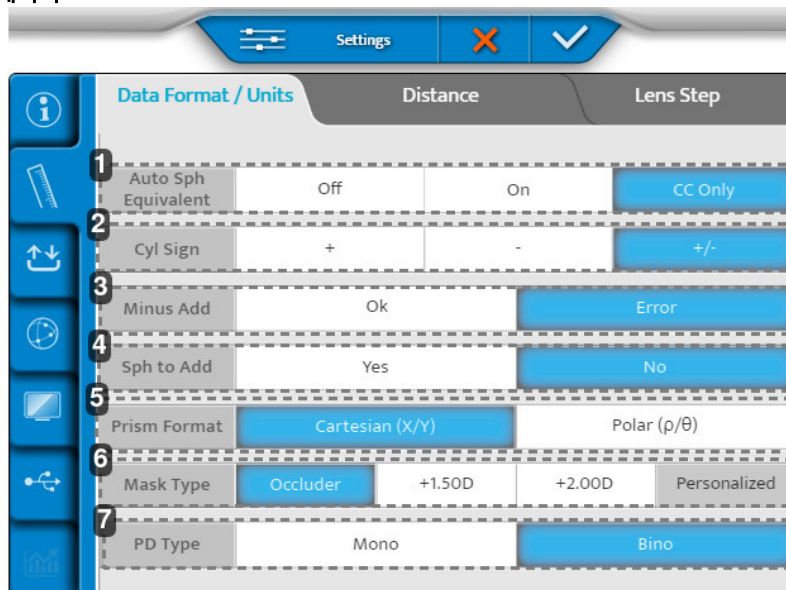 Settings
Data Format / Units Distance Lens Step
1
Auto Sph Equivalent Off On CC Only
2
Cyl Sign + - +/-
3
Minus Add Ok Error
4
Sph to Add Yes No
5
Prism Format Cartesian (X/Y) Polar (ρ/θ)
6
Mask Type Occluder +1.50D +2.00D Personalized
7
PD Type Mono Bino